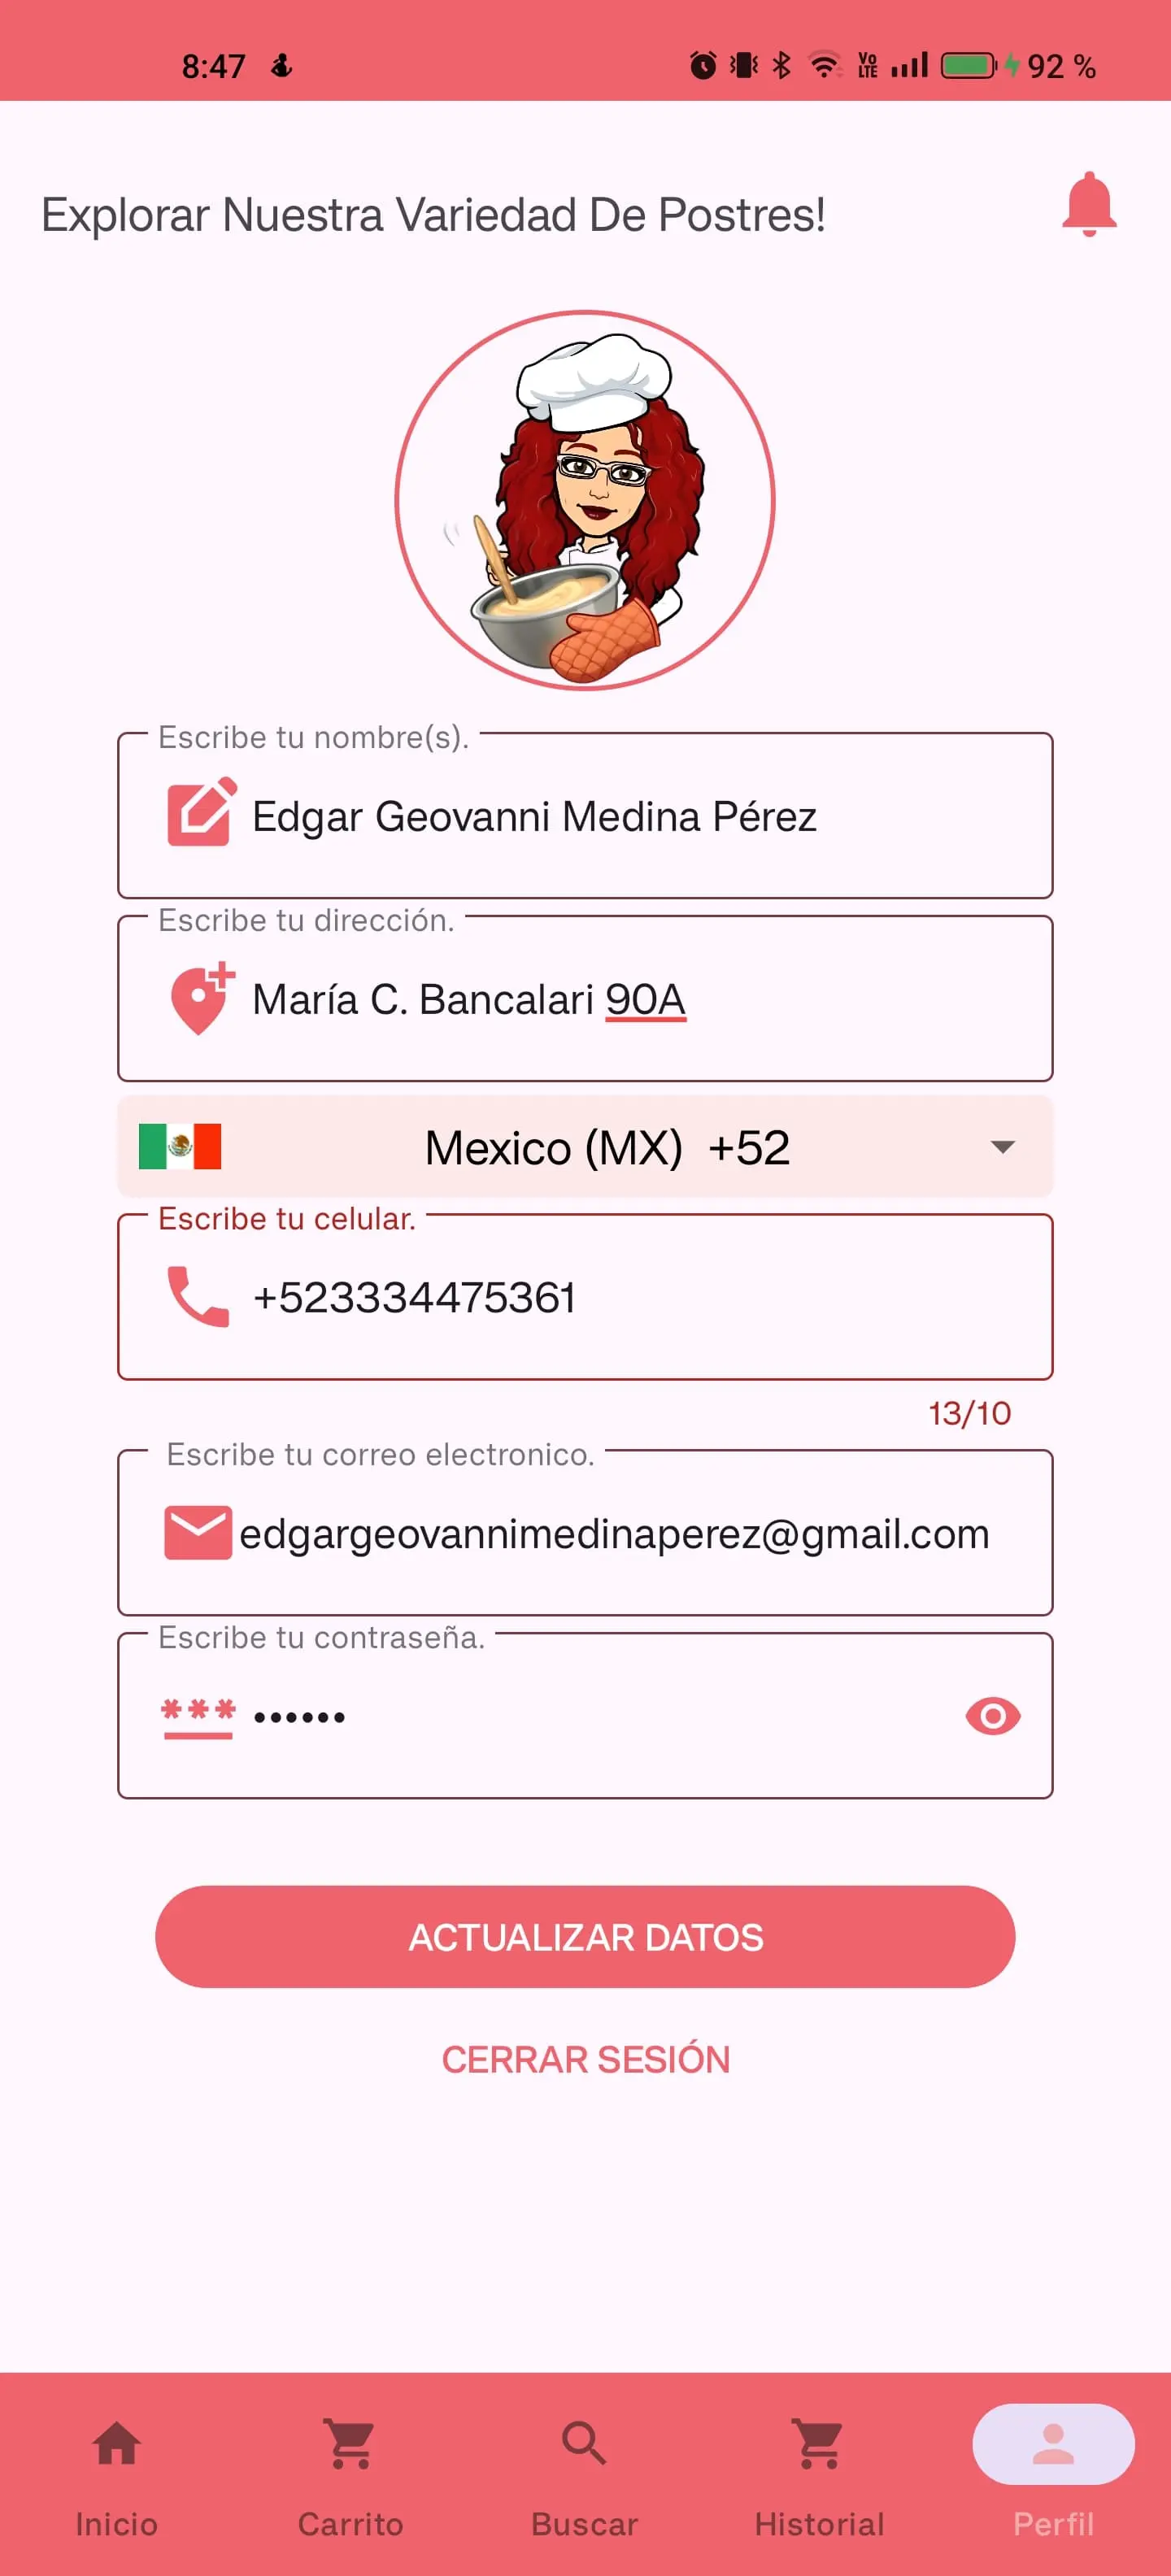 8:47
Vo LTE
92 %
Explorar Nuestra Variedad De Postres!
Escribe tu nombre(s).
Edgar Geovanni Medina Pérez
Escribe tu dirección.
María C. Bancalari 90A
Mexico (MX) +52
Escribe tu celular.
+523334475361
13/10
Escribe tu correo electronico.
edgargeovannimedinaperez@gmail.com
Escribe tu contraseña.
*** ••••••
ACTUALIZAR DATOS
CERRAR SESIÓN
Inicio
Carrito
Buscar
Historial
Perfil